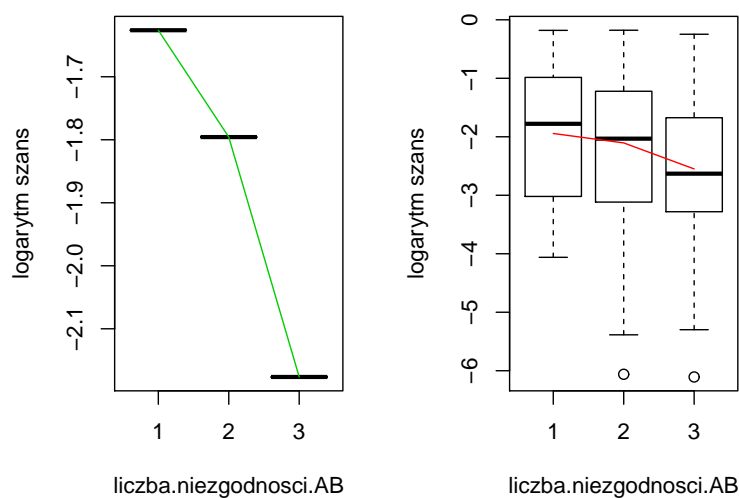 −1.7
−1.8
−1.9
−2.0
−2.1
logarytm szans
1 2 3
liczba.niezgodnosci.AB
0
−1
−2
−3
−4
−5
−6
logarytm szans
1 2 3
liczba.niezgodnosci.AB